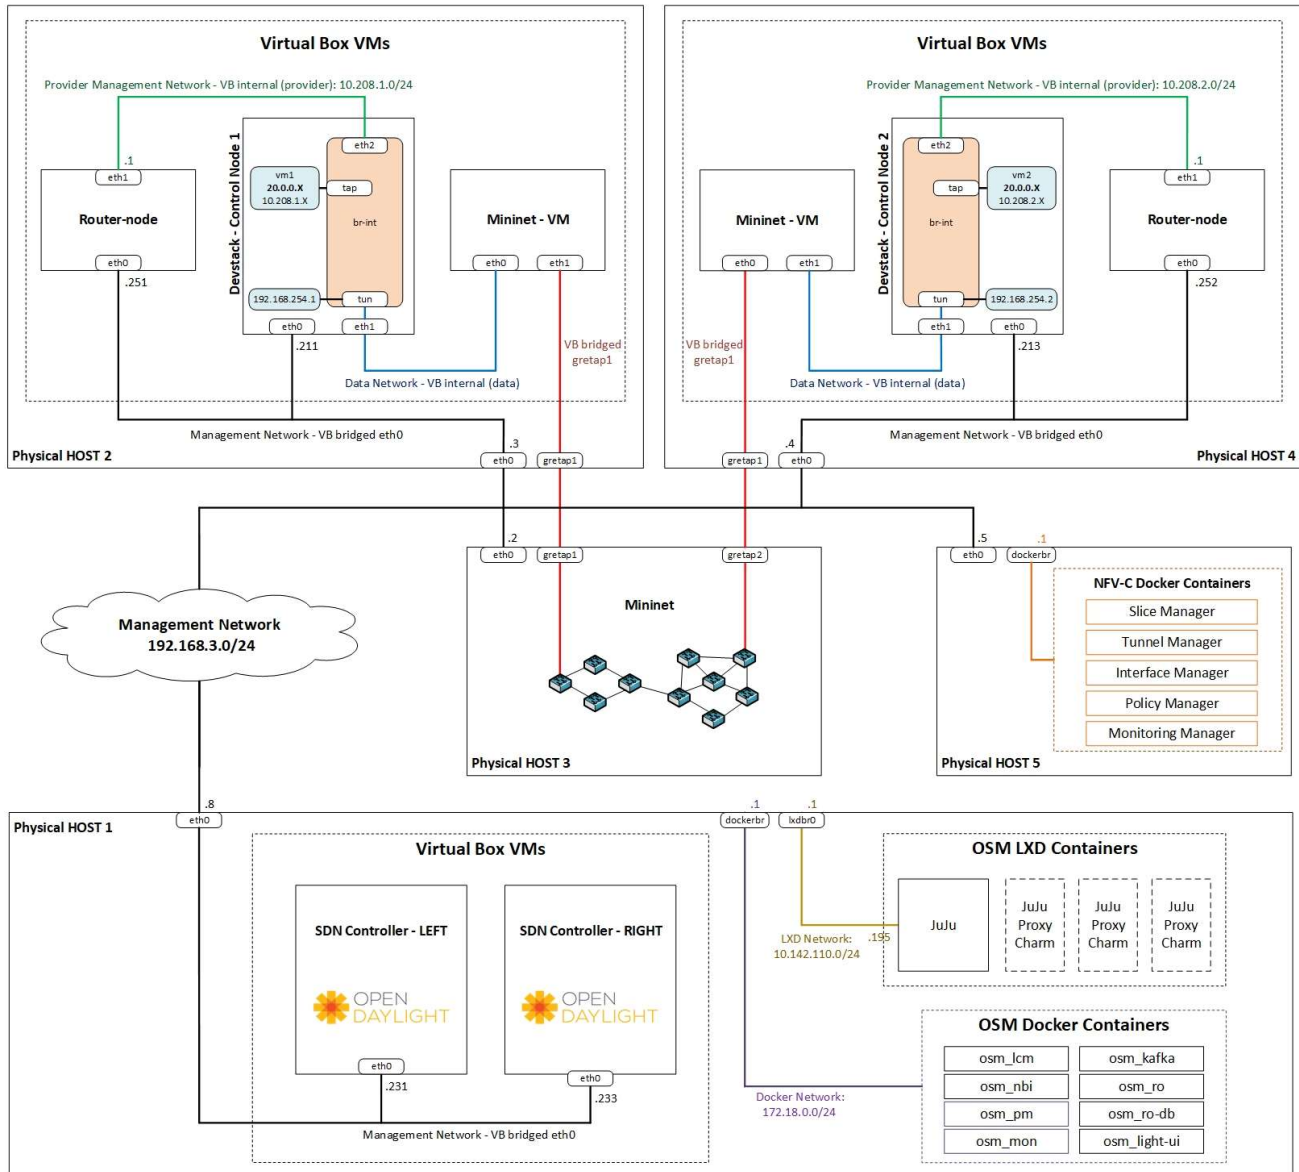 Virtual Box VMs
Provider Management Network - VB internal (provider): 10.208.1.0/24
Devstack - Control Node 1
eth2
.1
eth1
vm1
20.0.0.X
10.208.1.X
tap
Router-node
br-int
Mininet - VM
eth0
.251
eth0
eth1
192.168.254.1
tun
eth0
eth1
.211
VB bridged
gretap1
Data Network - VB internal (data)
Management Network - VB bridged eth0
.3
Physical HOST 2
eth0
gretap1
Virtual Box VMs
Provider Management Network - VB internal (provider): 10.208.2.0/24
Devstack - Control Node 2
eth2
.1
eth1
vm2
20.0.0.X
10.208.2.X
tap
Mininet - VM
br-int
Router-node
eth0
eth1
eth0
.252
tun
192.168.254.2
eth1
eth0
.213
VB bridged
gretap1
Data Network - VB internal (data)
Management Network - VB bridged eth0
.4
gretap1
eth0
Physical HOST 4
.2
eth0
gretap1
gretap2
Mininet
Physical HOST 3
.5
.1
eth0
dockerbr
NFV-C Docker Containers
Slice Manager
Tunnel Manager
Interface Manager
Policy Manager
Monitoring Manager
Physical HOST 5
Management Network
192.168.3.0/24
.8
.1
.1
Physical HOST 1
eth0
dockerbr
lxdbr0
Virtual Box VMs
SDN Controller - LEFT
OPEN
DAYLIGHT
eth0
.231
SDN Controller - RIGHT
OPEN
DAYLIGHT
eth0
.233
Management Network - VB bridged eth0
OSM LXD Containers
JuJu
JuJu
Proxy
Charm
JuJu
Proxy
Charm
JuJu
Proxy
Charm
.195
LXD Network:
10.142.110.0/24
OSM Docker Containers
osm_lcm
osm_kafka
osm_nbi
osm_ro
osm_pm
osm_ro-db
osm_mon
osm_light-ui
Docker Network:
172.18.0.0/24